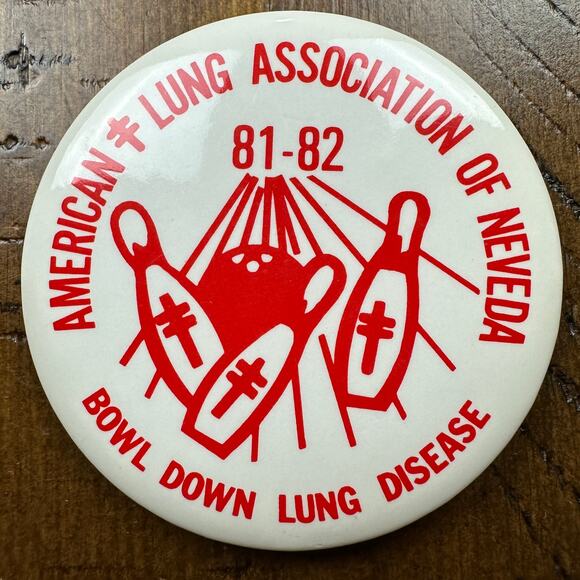 AMERICAN LUNG ASSOCIATION OF NEVEDA
81-82
BOWL DOWN LUNG DISEASE